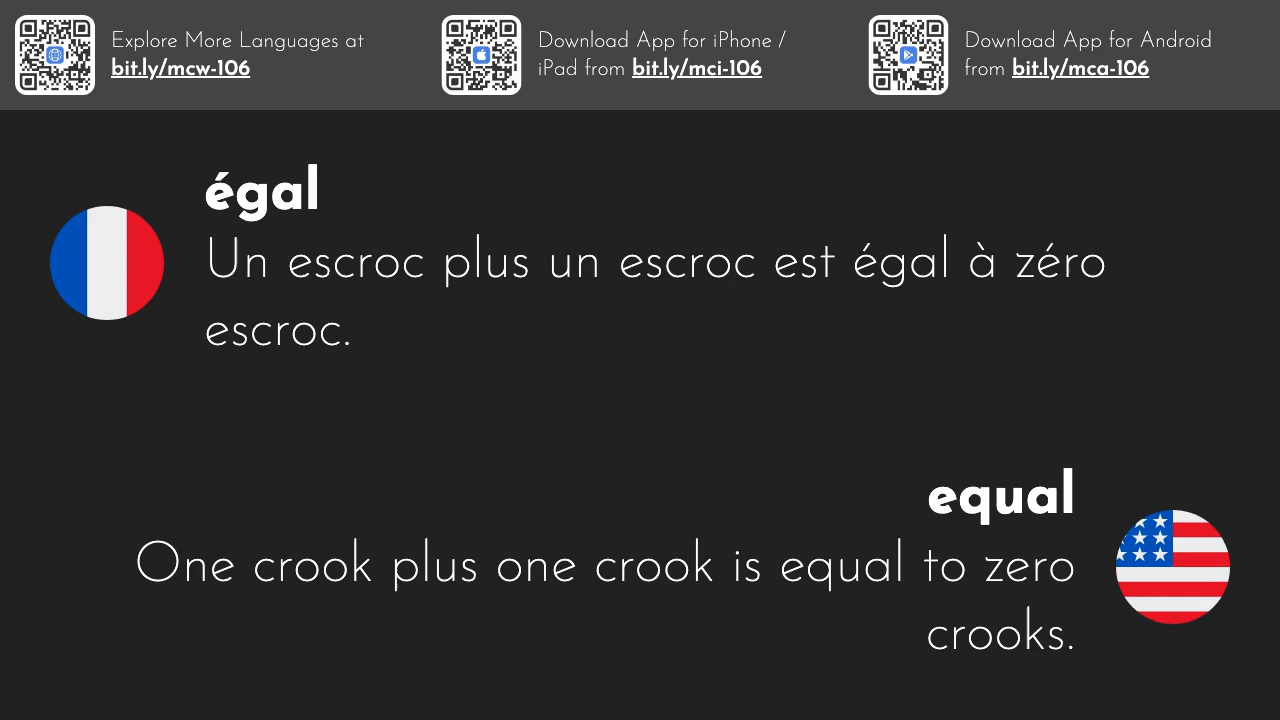 Explore More Languages at
bit.ly/mcw-106
Download App for iPhone /
iPad from bit.ly/mci-106
Download App for Android
from bit.ly/mca-106
égal
Un escroc plus un escroc est égal à zéro
escroc.
equal
One crook plus one crook is equal to zero
crooks.